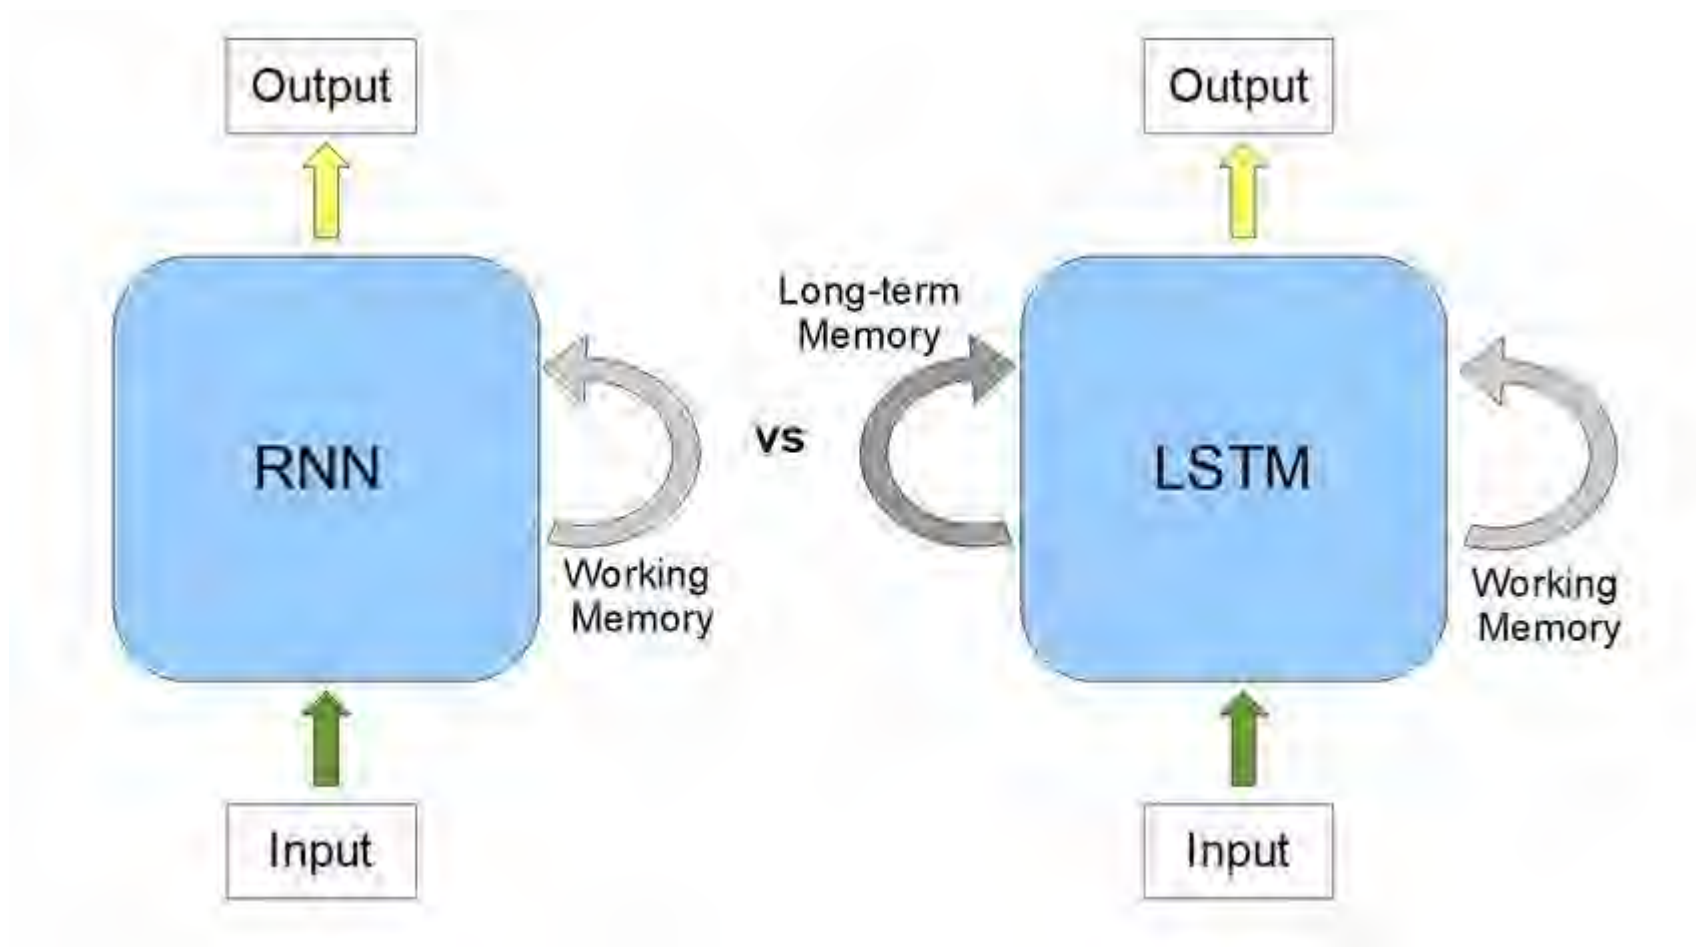 Output
RNN
Working
Memory
Input
vs
Output
Long-term
Memory
LSTM
Working
Memory
Input